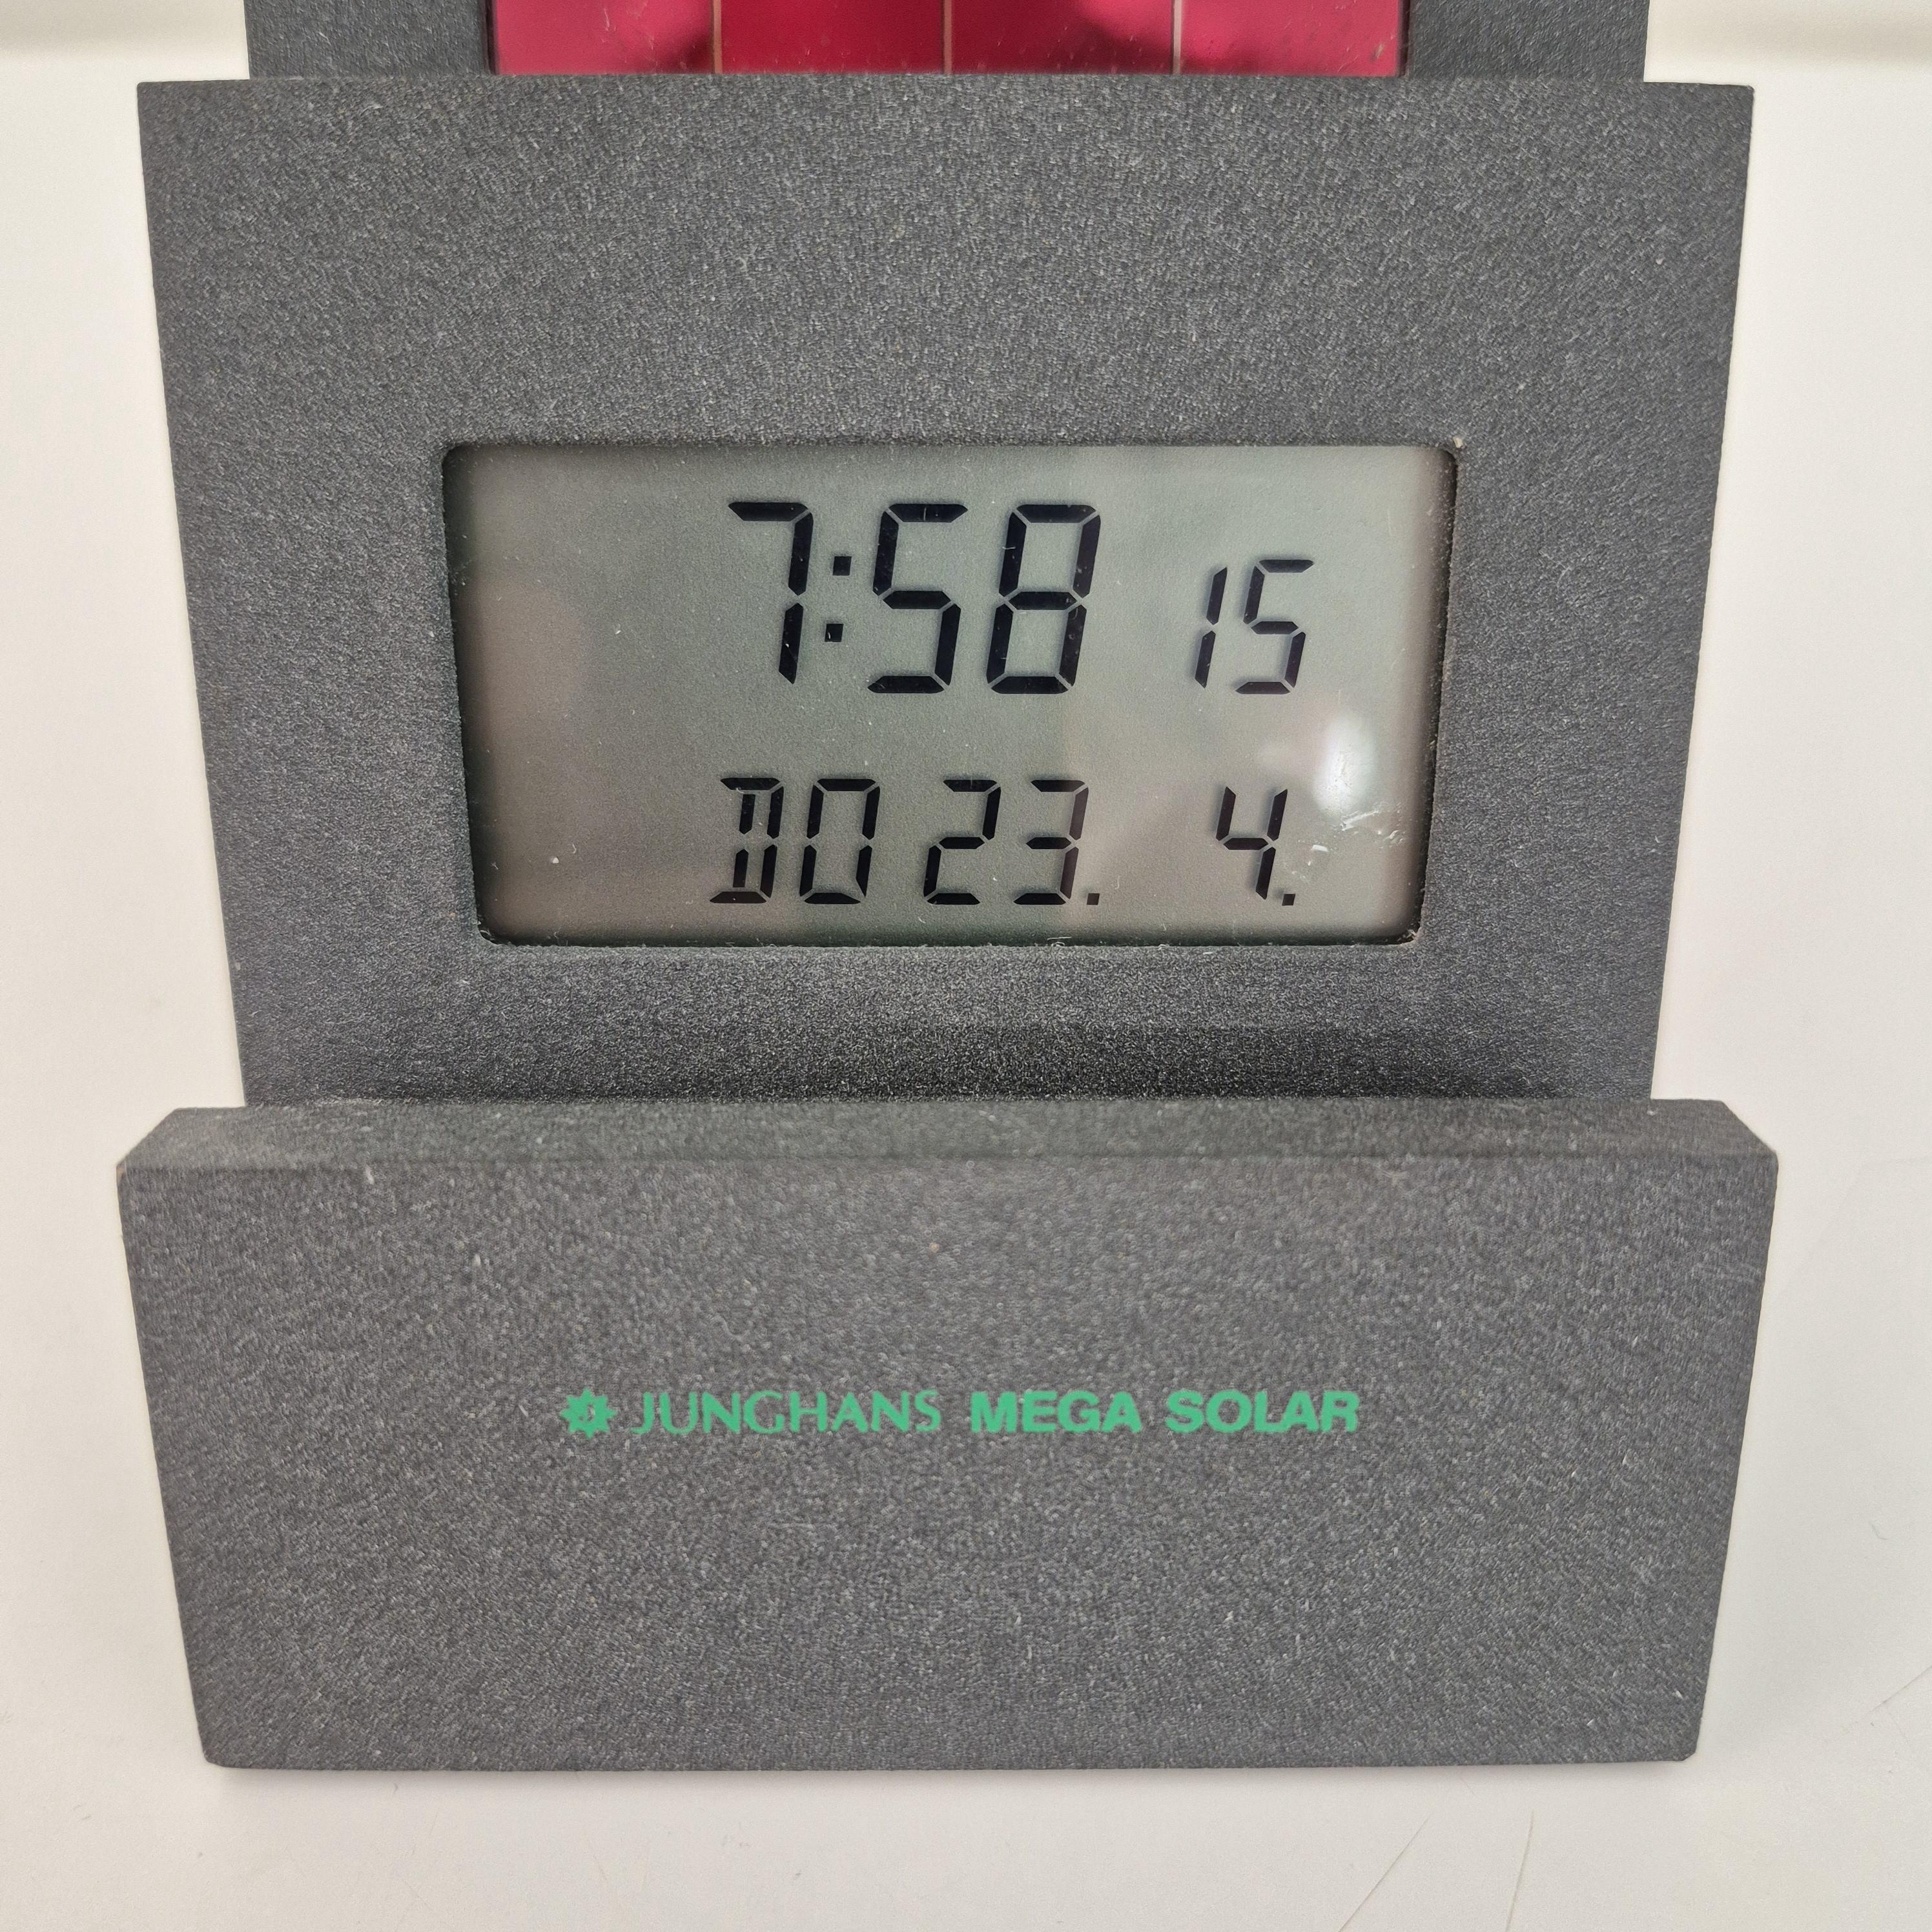 7:58 15
DO 23. 4.
JUNGHANS MEGA SOLAR